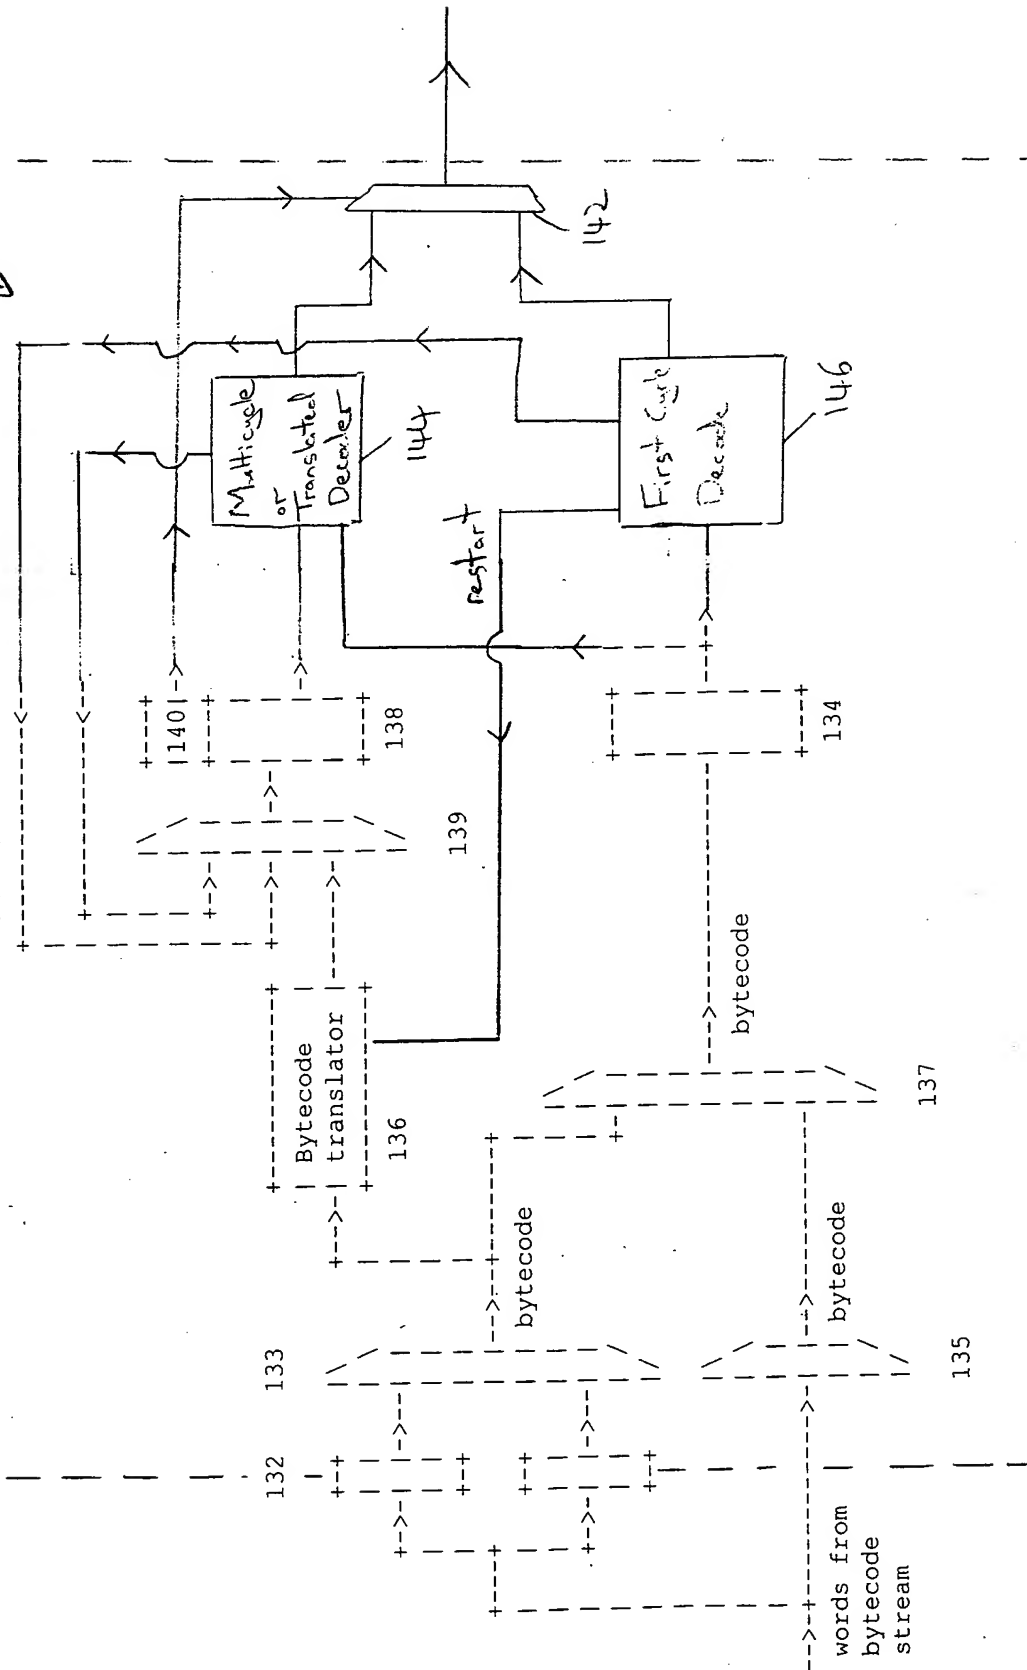 words from
bytecode
stream
132
133
135
bytecode
bytecode
Bytecode
translator
136
137
bytecode
139
140
138
134
restart
Multicycle
or
Translated
Decoder
144
First Cycle
Decode
146
142